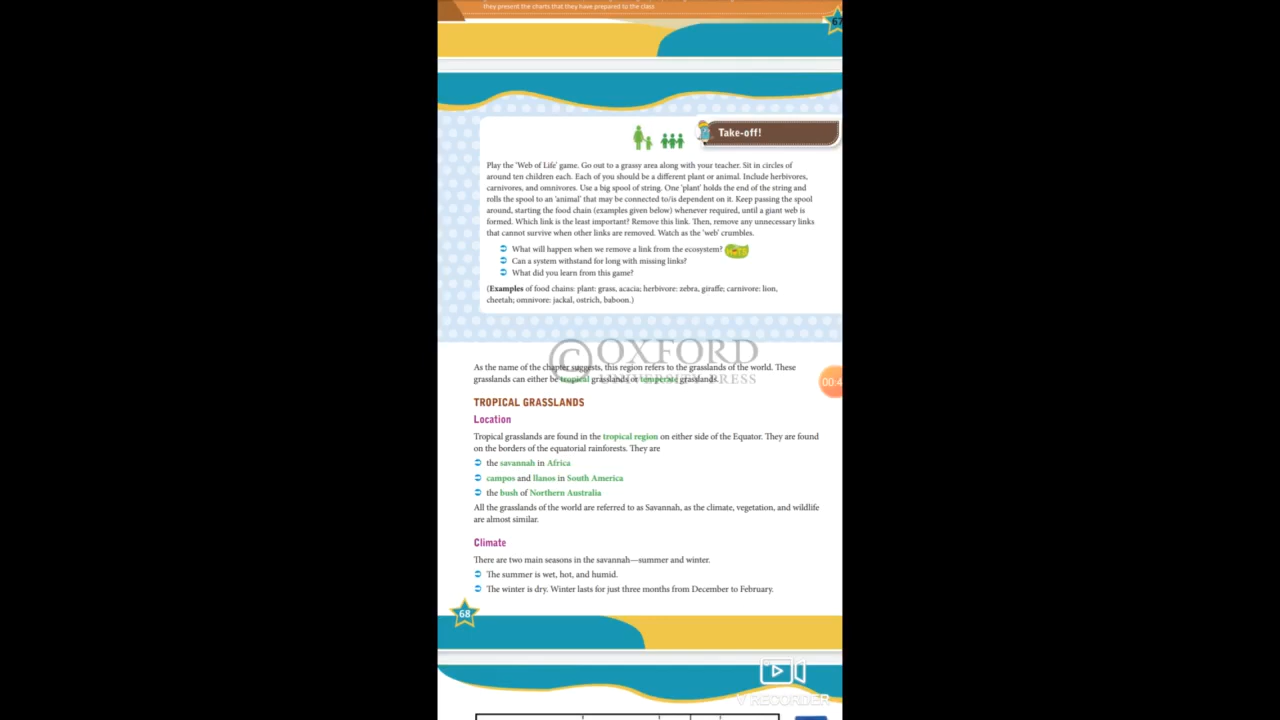 they present the charts that they have prepared to the class
67
Take-off!
Play the 'Web of Life' game. Go out to a grassy area along with your teacher. Sit in circles of
around ten children each. Each of you should be a different plant or animal. Include herbivores,
carnivores, and omnivores. Use a big spool of string. One 'plant' holds the end of the string and
rolls the spool to an 'animal' that may be connected to/is dependent on it. Keep passing the spool
around, starting the food chain (examples given below) whenever required, until a giant web is
formed. Which link is the least important? Remove this link. Then, remove any unnecessary links
that cannot survive when other links are removed. Watch as the 'web' crumbles.
What will happen when we remove a link from the ecosystem?
Can a system withstand for long with missing links?
What did you learn from this game?
(Examples of food chains: plant: grass, acacia; herbivore: zebra, giraffe; carnivore: lion,
cheetah; omnivore: jackal, ostrich, baboon.)
© OXFORD
UNIVERSITY PRESS
As the name of the chapter suggests, this region refers to the grasslands of the world. These
grasslands can either be tropical grasslands or temperate grasslands.
00:4
TROPICAL GRASSLANDS
Location
Tropical grasslands are found in the tropical region on either side of the Equator. They are found
on the borders of the equatorial rainforests. They are
the savannah in Africa
campos and llanos in South America
the bush of Northern Australia
All the grasslands of the world are referred to as Savannah, as the climate, vegetation, and wildlife
are almost similar.
Climate
There are two main seasons in the savannah—summer and winter.
The summer is wet, hot, and humid.
The winter is dry. Winter lasts for just three months from December to February.
68
V RECORDER